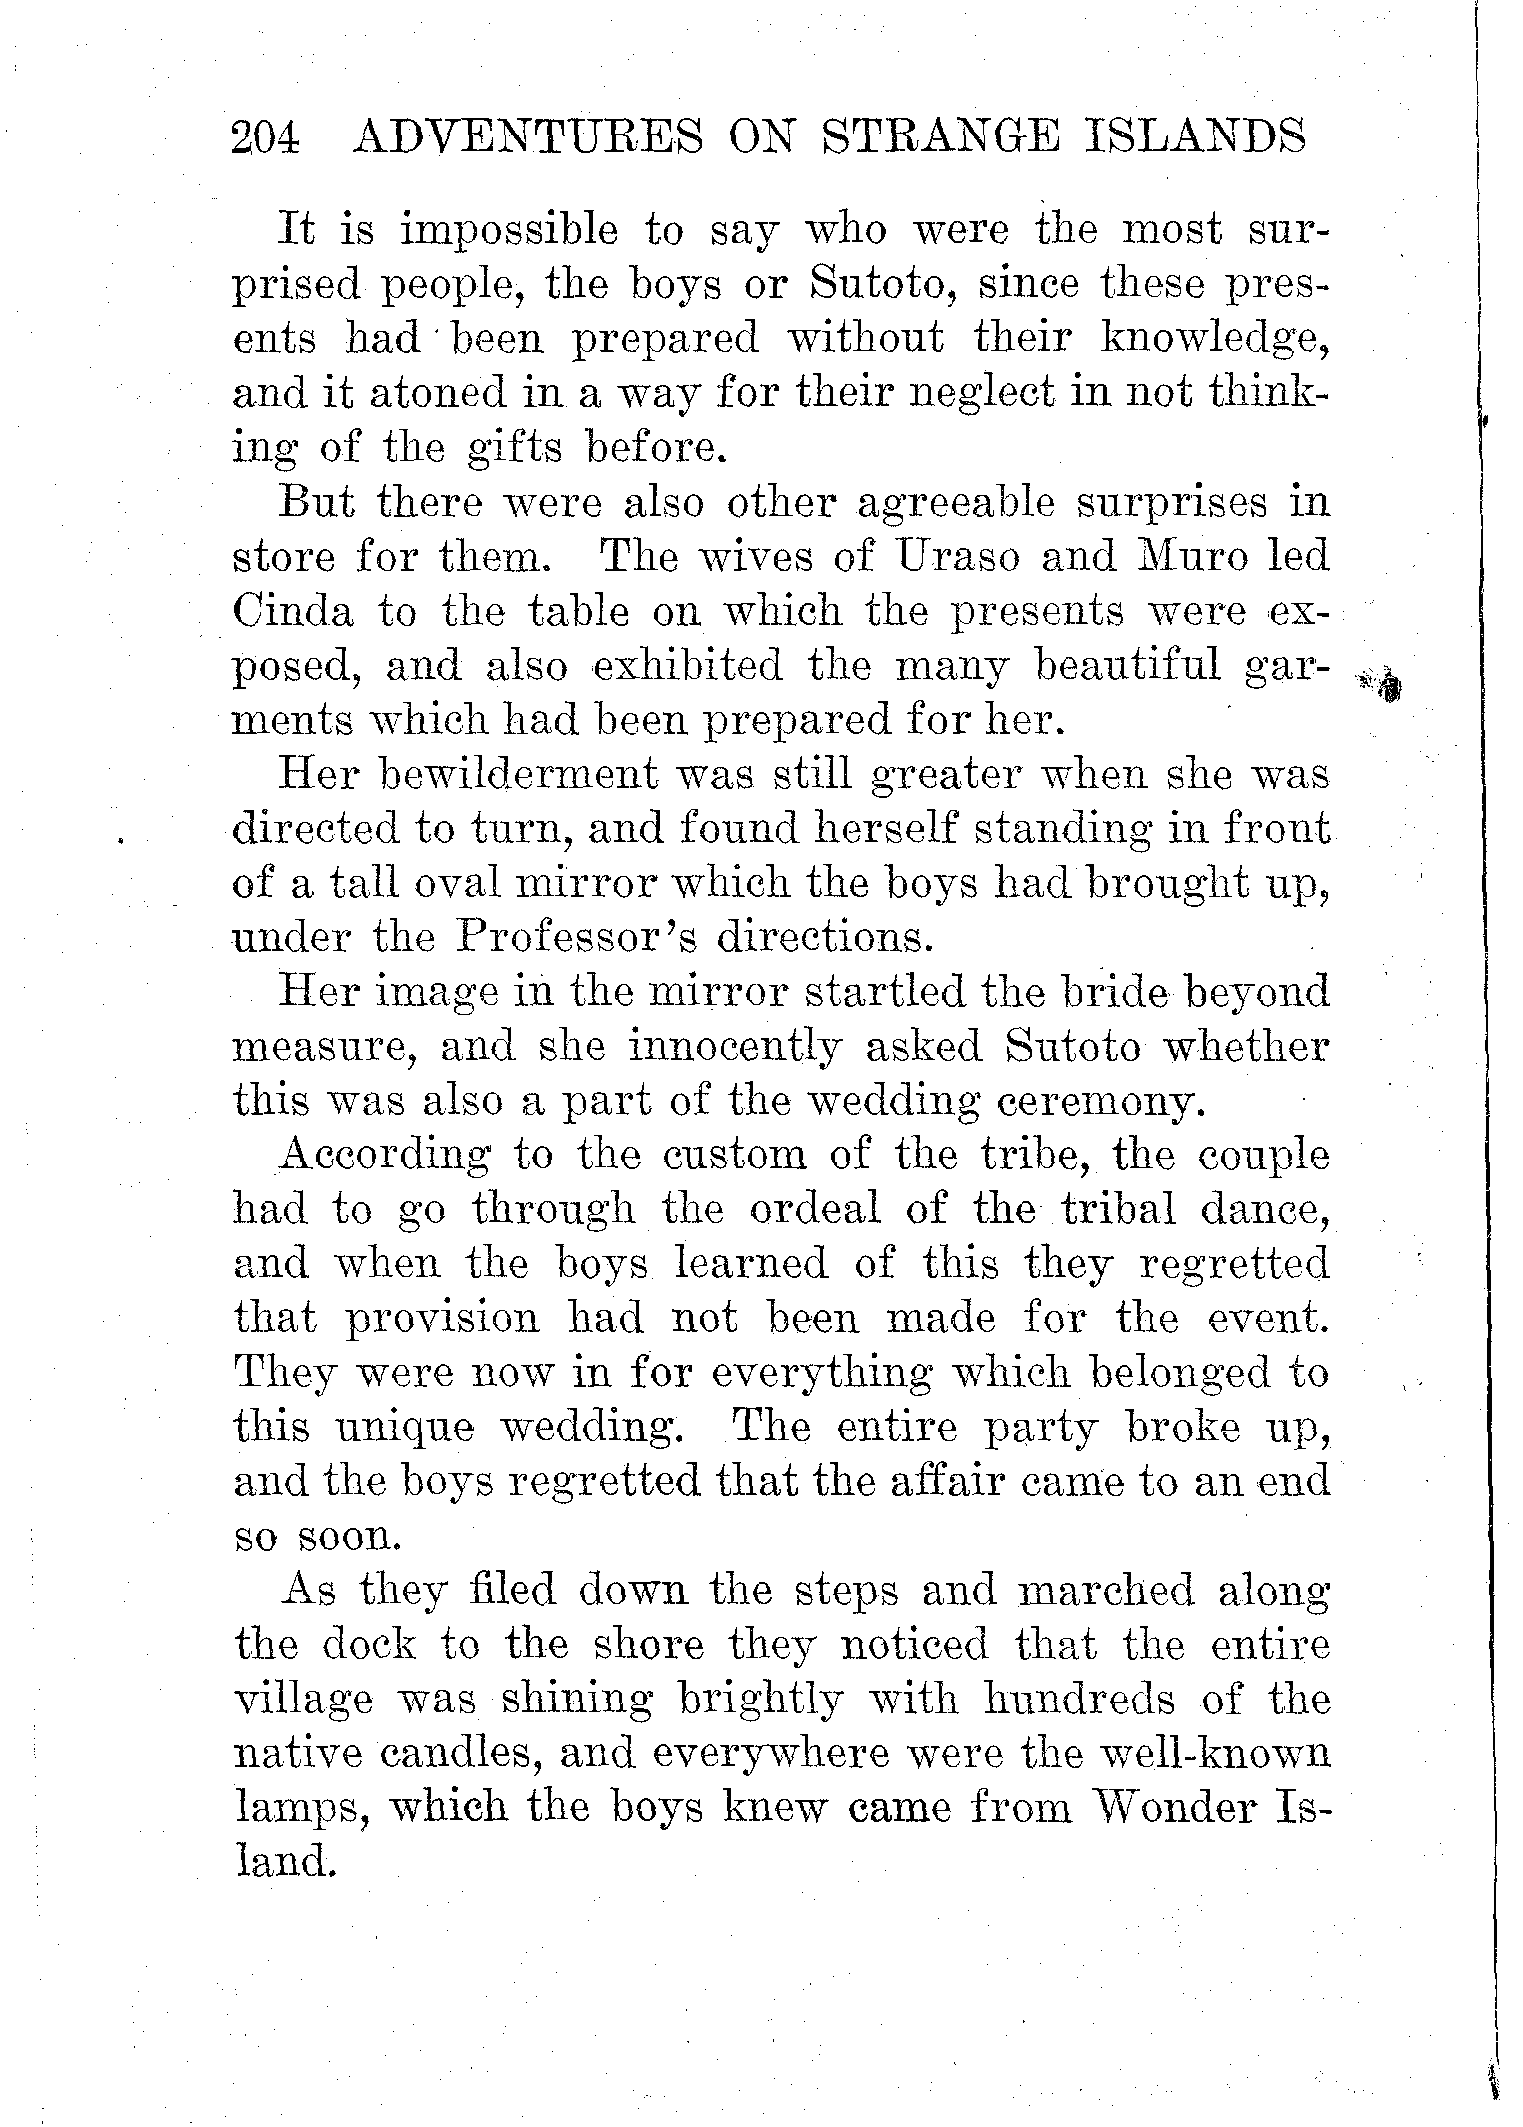 204 ADVENTURES ON STRANGE ISLANDS
It is impossible to say who were the most sur-
prised people, the boys or Sutoto, since these pres-
ents had been prepared without their knowledge,
and it atoned in a way for their neglect in not think-
ing of the gifts before.
But there were also other agreeable surprises in
store for them. The wives of Uraso and Muro led
Cinda to the table on which the presents were ex-
posed, and also exhibited the many beautiful gar-
ments which had been prepared for her.
Her bewilderment was still greater when she was
directed to turn, and found herself standing in front
of a tall oval mirror which the boys had brought up,
under the Professor's directions.
Her image in the mirror startled the bride beyond
measure, and she innocently asked Sutoto whether
this was also a part of the wedding ceremony.
According to the custom of the tribe, the couple
had to go through the ordeal of the tribal dance,
and when the boys learned of this they regretted
that provision had not been made for the event.
They were now in for everything which belonged to
this unique wedding. The entire party broke up,
and the boys regretted that the affair came to an end
so soon.
As they filed down the steps and marched along
the dock to the shore they noticed that the entire
village was shining brightly with hundreds of the
native candles, and everywhere were the well-known
lamps, which the boys knew came from Wonder Is-
land.